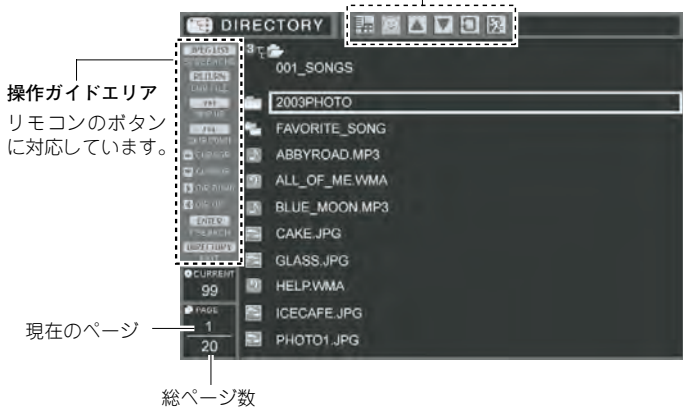 DIRECTORY
操作ガイドエリア
リモコンのボタン
に対応しています。
JPEG LIST
RETURN
ENTER
DIRECTORY
CURRENT
99
PAGE
1
20
001_SONGS
2003PHOTO
FAVORITE_SONG
ABBYROAD.MP3
ALL_OF_ME.WMA
BLUE_MOON.MP3
CAKE.JPG
GLASS.JPG
HELP.WMA
ICECAFE.JPG
PHOTO1.JPG
現在のページ
総ページ数